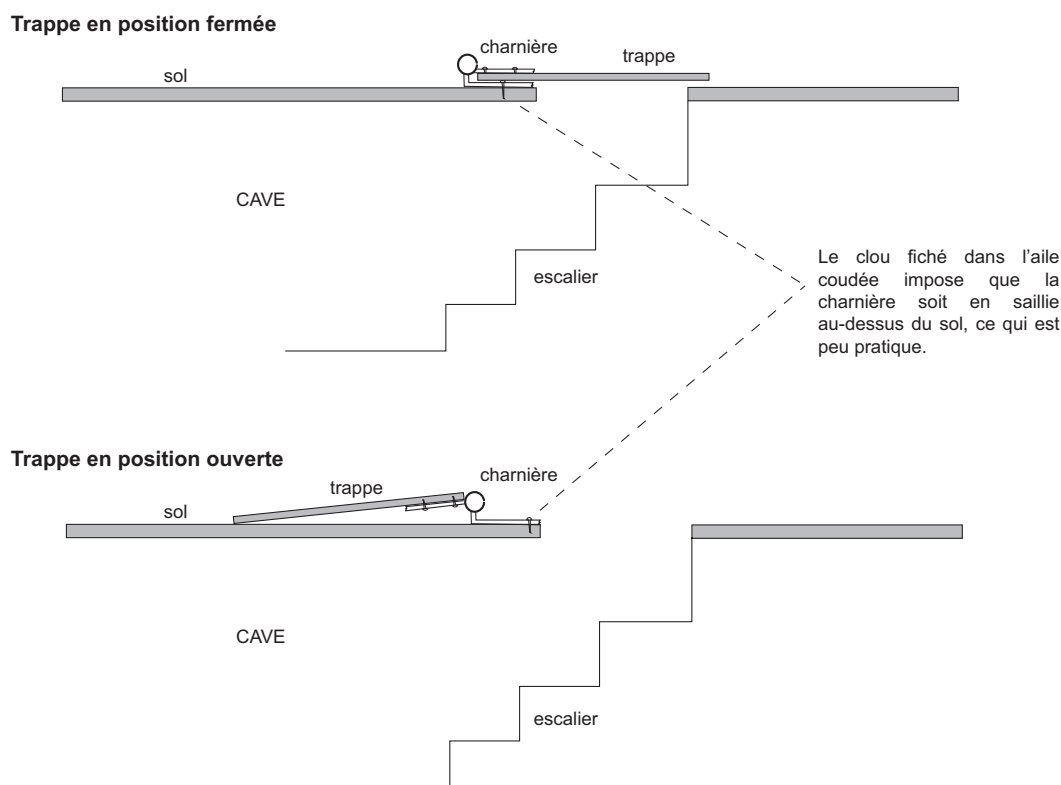 Trappe en position fermée
charnière
trappe
sol
CAVE
escalier
Le clou fiché dans l’aile
coudée impose que la
charnière soit en saillie
au-dessus du sol, ce qui est
peu pratique.
Trappe en position ouverte
charnière
trappe
sol
CAVE
escalier